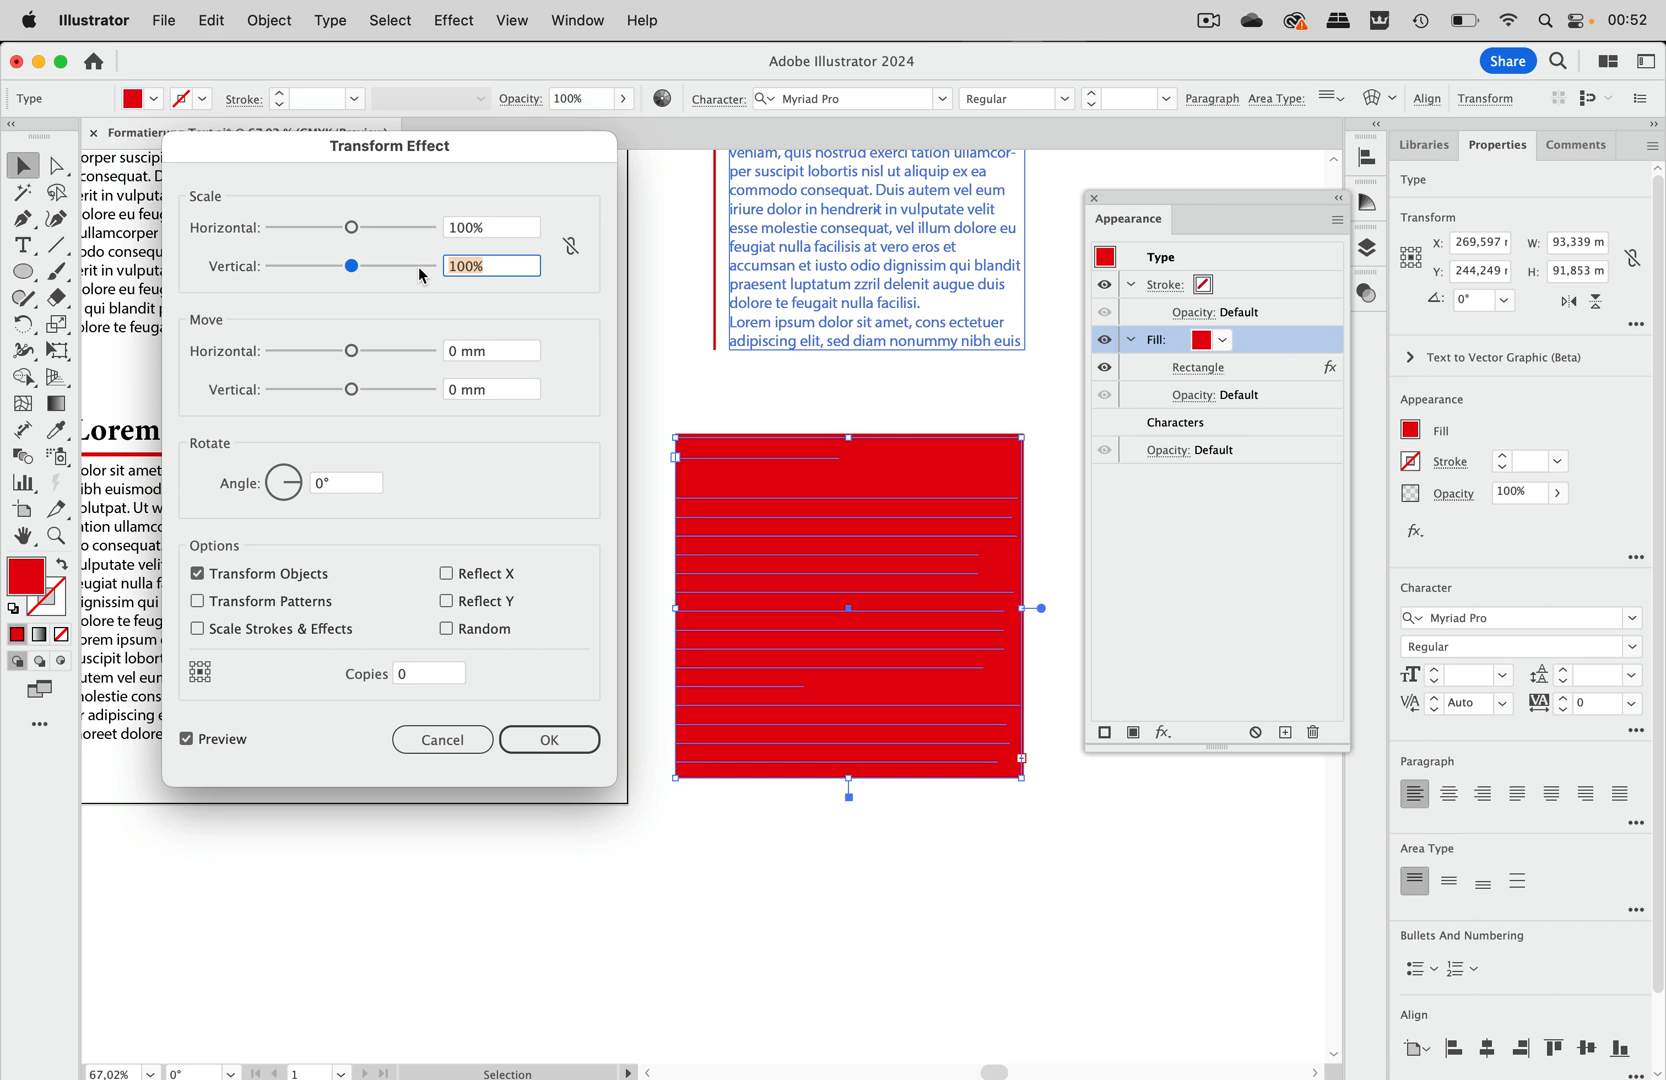 Illustrator File Edit Object Type Select Effect View Window Help 00:52
Adobe Illustrator 2024
Share
Type Stroke: Opacity: 100% Character: Myriad Pro Regular Paragraph Area Type: Align Transform
Transform Effect
Scale
Horizontal: 100%
Vertical: 100%
Move
Horizontal: 0 mm
Vertical: 0 mm
Rotate
Angle: 0°
Options
Transform Objects Reflect X
Transform Patterns Reflect Y
Scale Strokes & Effects Random
Copies 0
Preview Cancel OK
Lorem
olor sit amet
veniam, quis nostrud exerci tation ullamcor-
per suscipit lobortis nisl ut aliquip ex ea
commodo consequat. Duis autem vel eum
iriure dolor in hendrerit in vulputate velit
esse molestie consequat, vel illum dolore eu
feugiat nulla facilisis at vero eros et
accumsan et iusto odio dignissim qui blandit
praesent luptatum zzril delenit augue duis
dolore te feugait nulla facilisi.
Lorem ipsum dolor sit amet, cons ectetuer
adipiscing elit, sed diam nonummy nibh euis
Appearance
Type
Stroke:
Opacity: Default
Fill:
Rectangle fx
Opacity: Default
Characters
Opacity: Default
fx.
Libraries Properties Comments
Type
Transform
X: 269,597 W: 93,339 m
Y: 244,249 H: 91,853 m
0°
Text to Vector Graphic (Beta)
Appearance
Fill
Stroke
Opacity 100%
fx.
Character
Myriad Pro
Regular
Auto 0
Paragraph
Area Type
Bullets And Numbering
Align
67,02% 0° 1 Selection